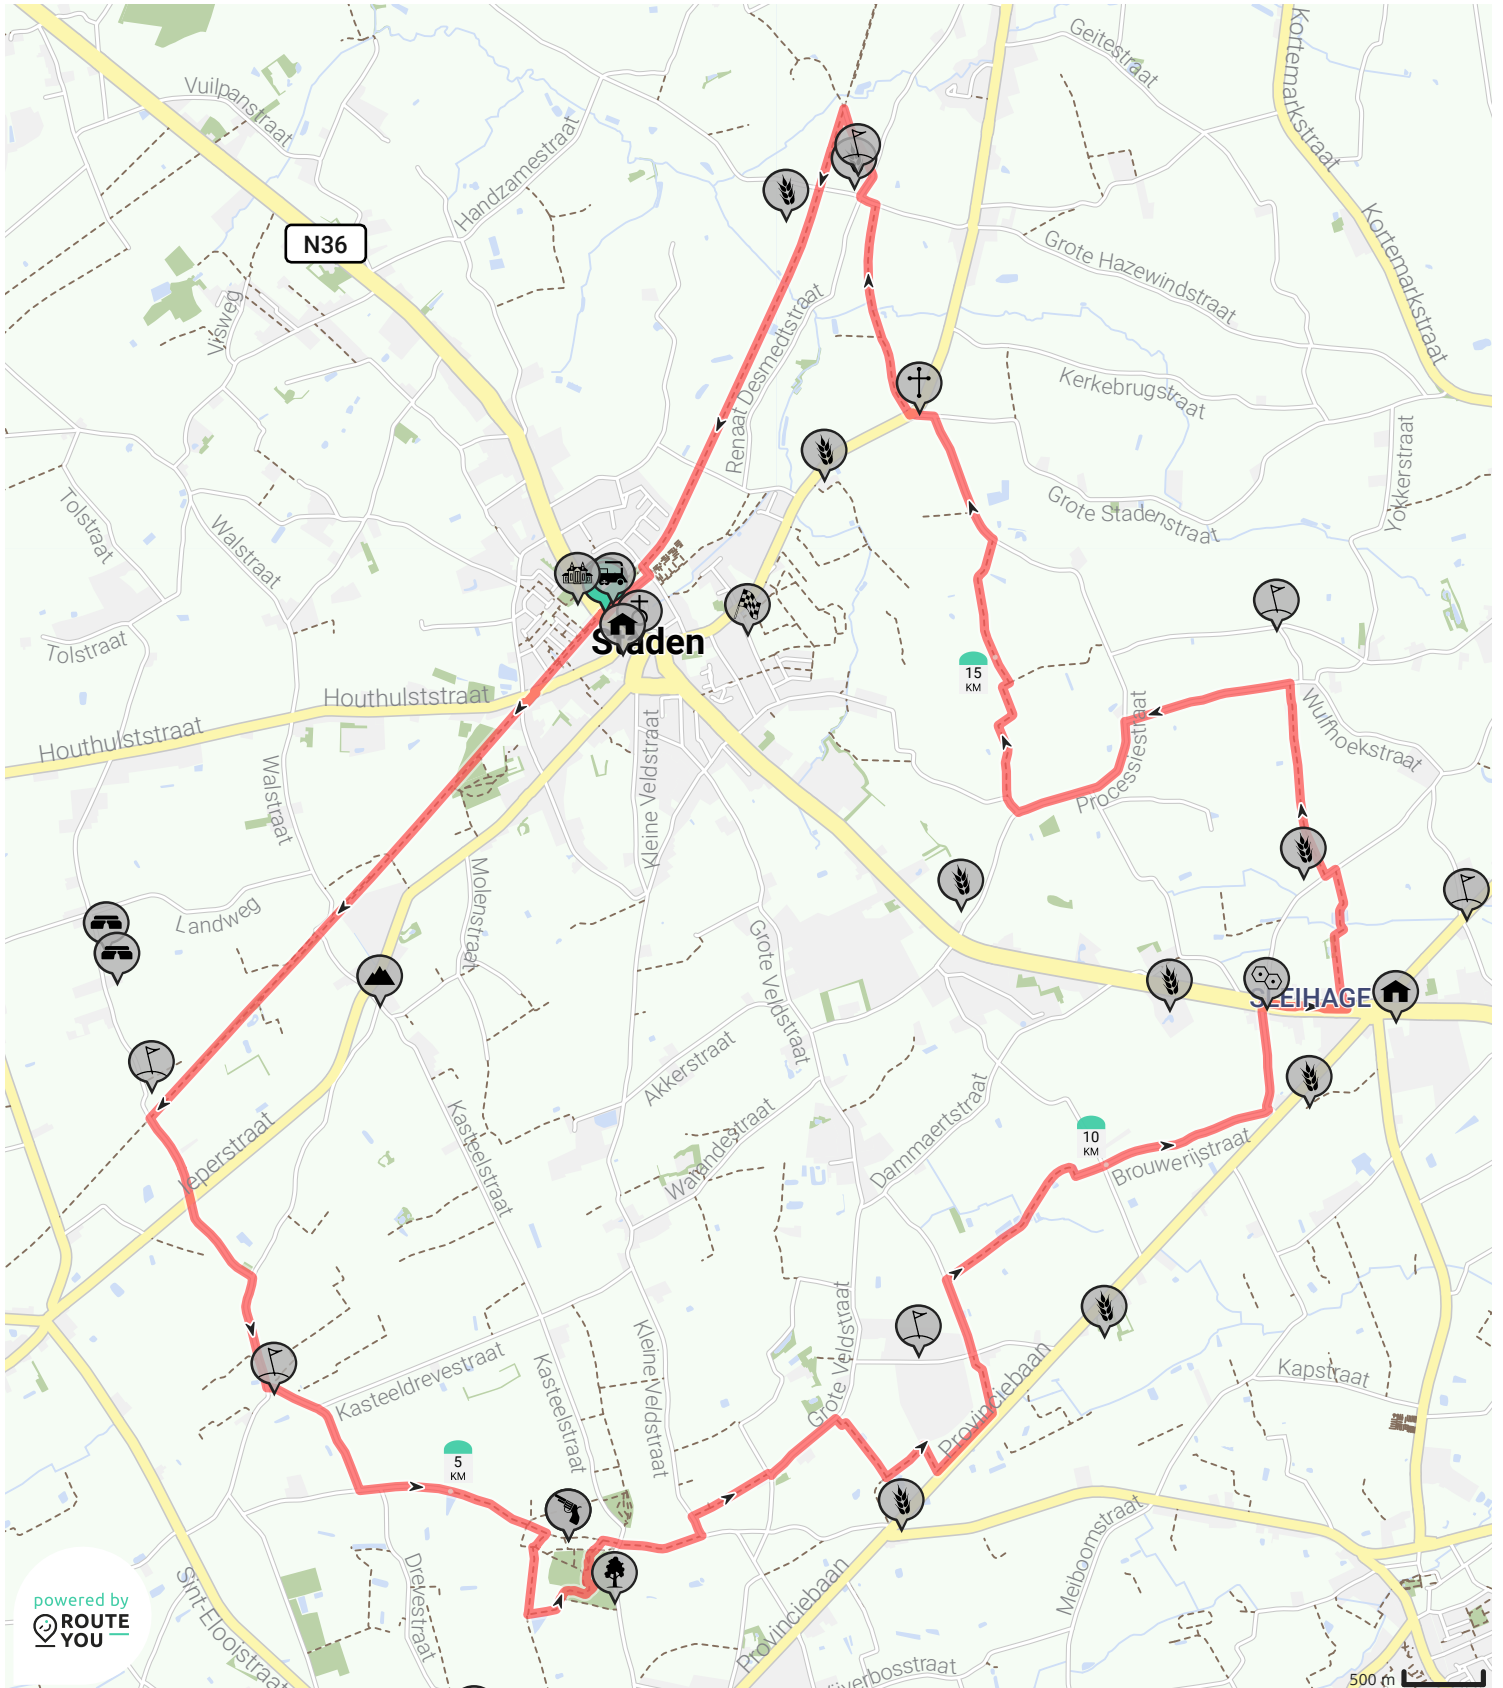 Geitestraat
Kortemarkstraat
Vuilpanstraat
Handzamestraat
N36
Kortemarkstraat
Grote Hazewindstraat
Visweg
Renaat Desmedtstraat
Kerkebrugstraat
Yokkerstraat
Tolstraat
Walstraat
Grote Stadenstraat
Staden
Tolstraat
15
KM
Houthulststraat
Houthulststraat
Processiestraat
Wulfhoekstraat
Walstraat
Kleine Veldstraat
Molenstraat
Landweg
Grote Veldstraat
SLEIHAGE
Akkerstraat
Warandestraat
Dammaertstraat
10
KM
Brouwerijstraat
Ieperstraat
Kasteelstraat
Grote Veldstraat
Kleine Veldstraat
Kasteeldrevestraat
Kasteelstraat
Provinciebaan
Kapstraat
5
KM
Meiboomstraat
Drevestraat
Sint-Elooistraat
Provinciebaan
powered by
ROUTE
YOU
500 m